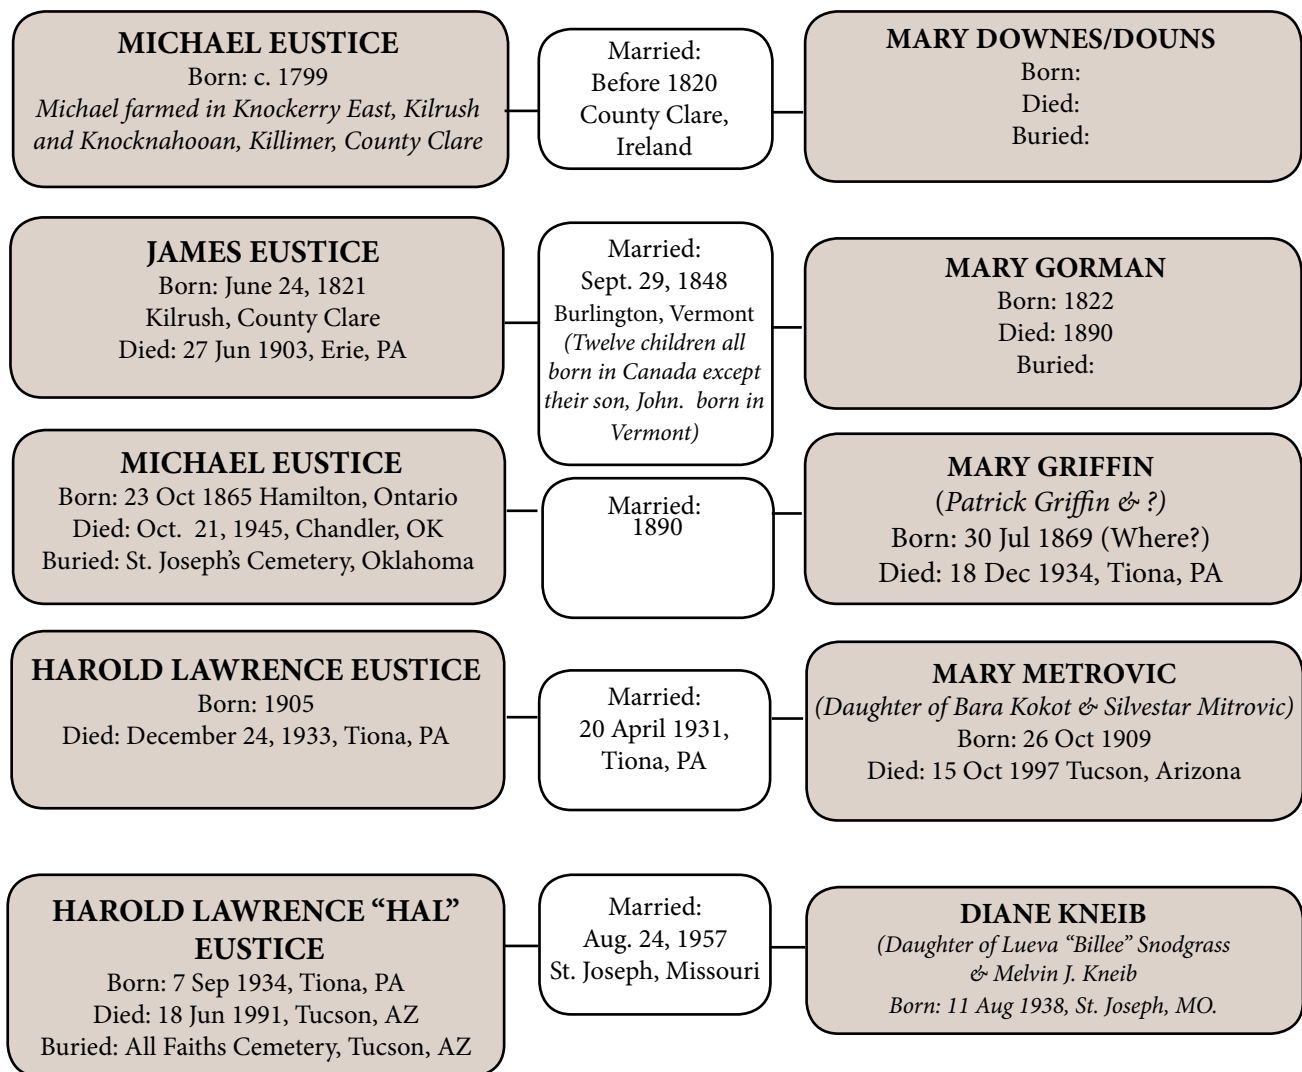 MICHAEL EUSTICE
Born: c. 1799
Michael farmed in Knockerry East, Kilrush
and Knocknahooan, Killimer, County Clare
Married:
Before 1820
County Clare,
Ireland
MARY DOWNES/DOUNS
Born:
Died:
Buried:
JAMES EUSTICE
Born: June 24, 1821
Kilrush, County Clare
Died: 27 Jun 1903, Erie, PA
Married:
Sept. 29, 1848
Burlington, Vermont
(Twelve children all
born in Canada except
their son, John.  born in
Vermont)
MARY GORMAN
Born: 1822
Died: 1890
Buried:
MICHAEL EUSTICE
Born: 23 Oct 1865 Hamilton, Ontario
Died: Oct.  21, 1945, Chandler, OK
Buried: St. Joseph’s Cemetery, Oklahoma
Married:
1890
MARY GRIFFIN
(Patrick Griffin & ?)
Born: 30 Jul 1869 (Where?)
Died: 18 Dec 1934, Tiona, PA
HAROLD LAWRENCE EUSTICE
Born: 1905
Died: December 24, 1933, Tiona, PA
Married:
20 April 1931,
Tiona, PA
MARY METROVIC
(Daughter of Bara Kokot & Silvestar Mitrovic)
Born: 26 Oct 1909
Died: 15 Oct 1997 Tucson, Arizona
HAROLD LAWRENCE “HAL”
EUSTICE
Born: 7 Sep 1934, Tiona, PA
Died: 18 Jun 1991, Tucson, AZ
Buried: All Faiths Cemetery, Tucson, AZ
Married:
Aug. 24, 1957
St. Joseph, Missouri
DIANE KNEIB
(Daughter of Lueva “Billee” Snodgrass
& Melvin J. Kneib
Born: 11 Aug 1938, St. Joseph, MO.